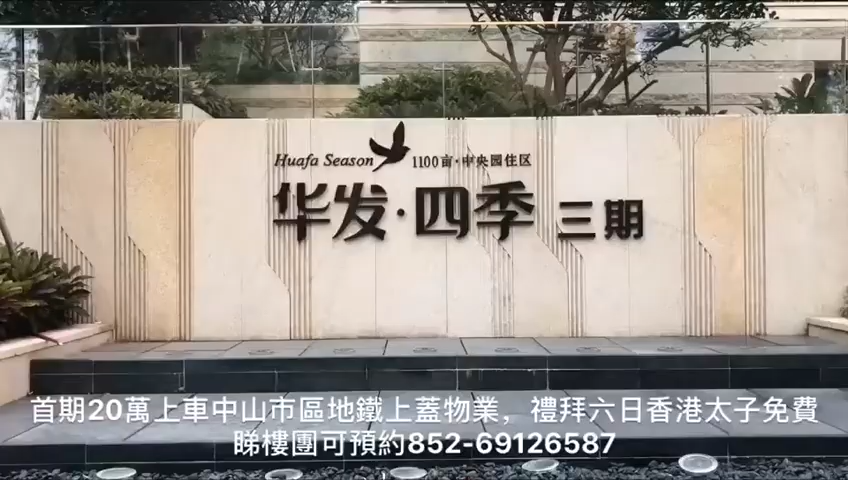 Huafa Season 1100亩·中央园住区
华发·四季 三期
首期20萬上車中山市區地鐵上蓋物業，禮拜六日香港太子免費
睇樓團可預約852-69126587